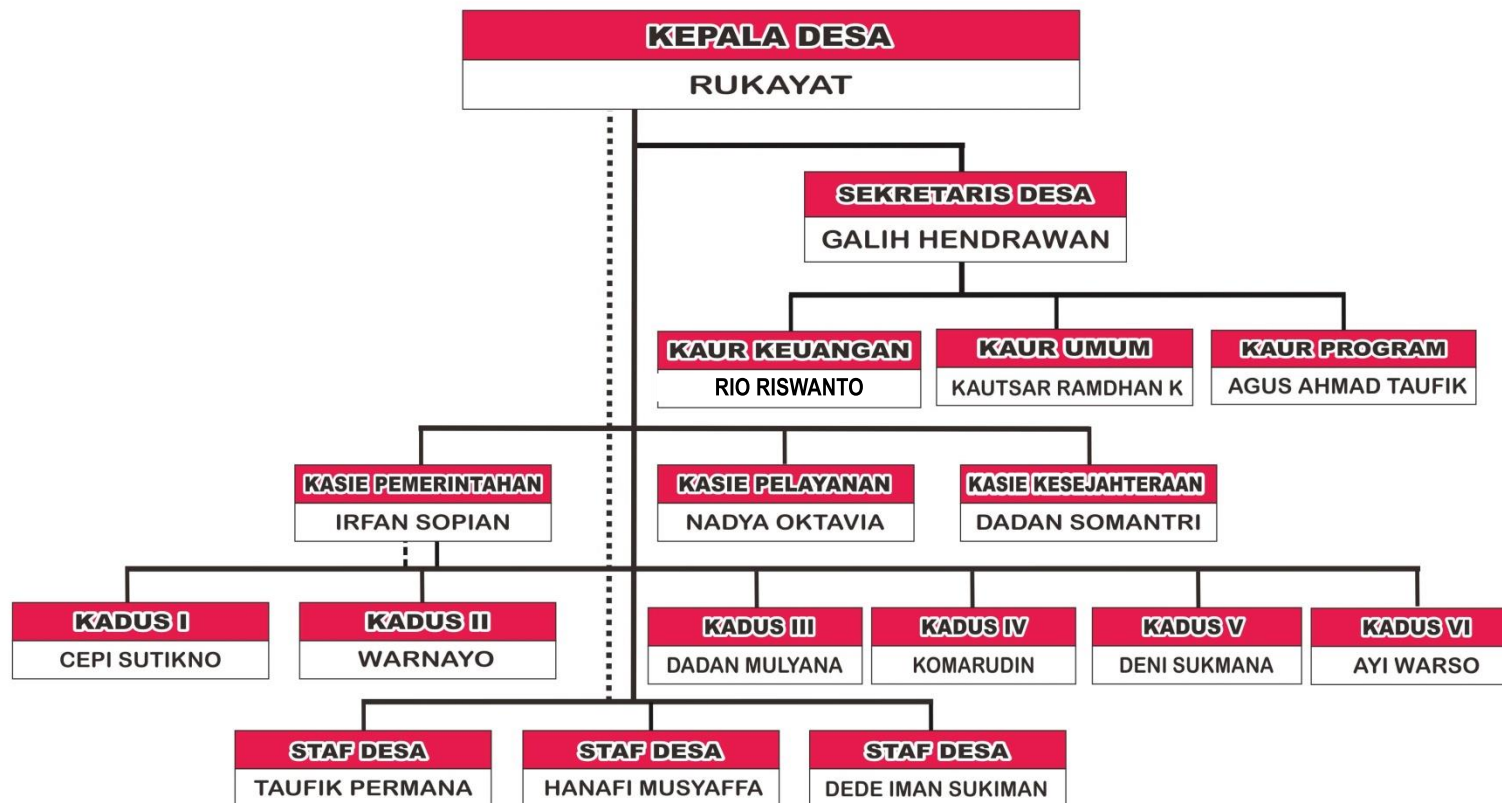 KEPALA DESA
RUKAYAT
SEKRETARIS DESA
GALIH HENDRAWAN
KAUR KEUANGAN
RIO RISWANTO
KAUR UMUM
KAUTSAR RAMDHAN K
KAUR PROGRAM
AGUS AHMAD TAUFIK
KASIE PEMERINTAHAN
IRFAN SOPIAN
KASIE PELAYANAN
NADYA OKTAVIA
KASIE KESEJAHTERAAN
DADAN SOMANTRI
KADUS I
CEPI SUTIKNO
KADUS II
WARNAYO
KADUS III
DADAN MULYANA
KADUS IV
KOMARUDIN
KADUS V
DENI SUKMANA
KADUS VI
AYI WARSO
STAF DESA
TAUFIK PERMANA
STAF DESA
HANAFI MUSYAFFA
STAF DESA
DEDE IMAN SUKIMAN